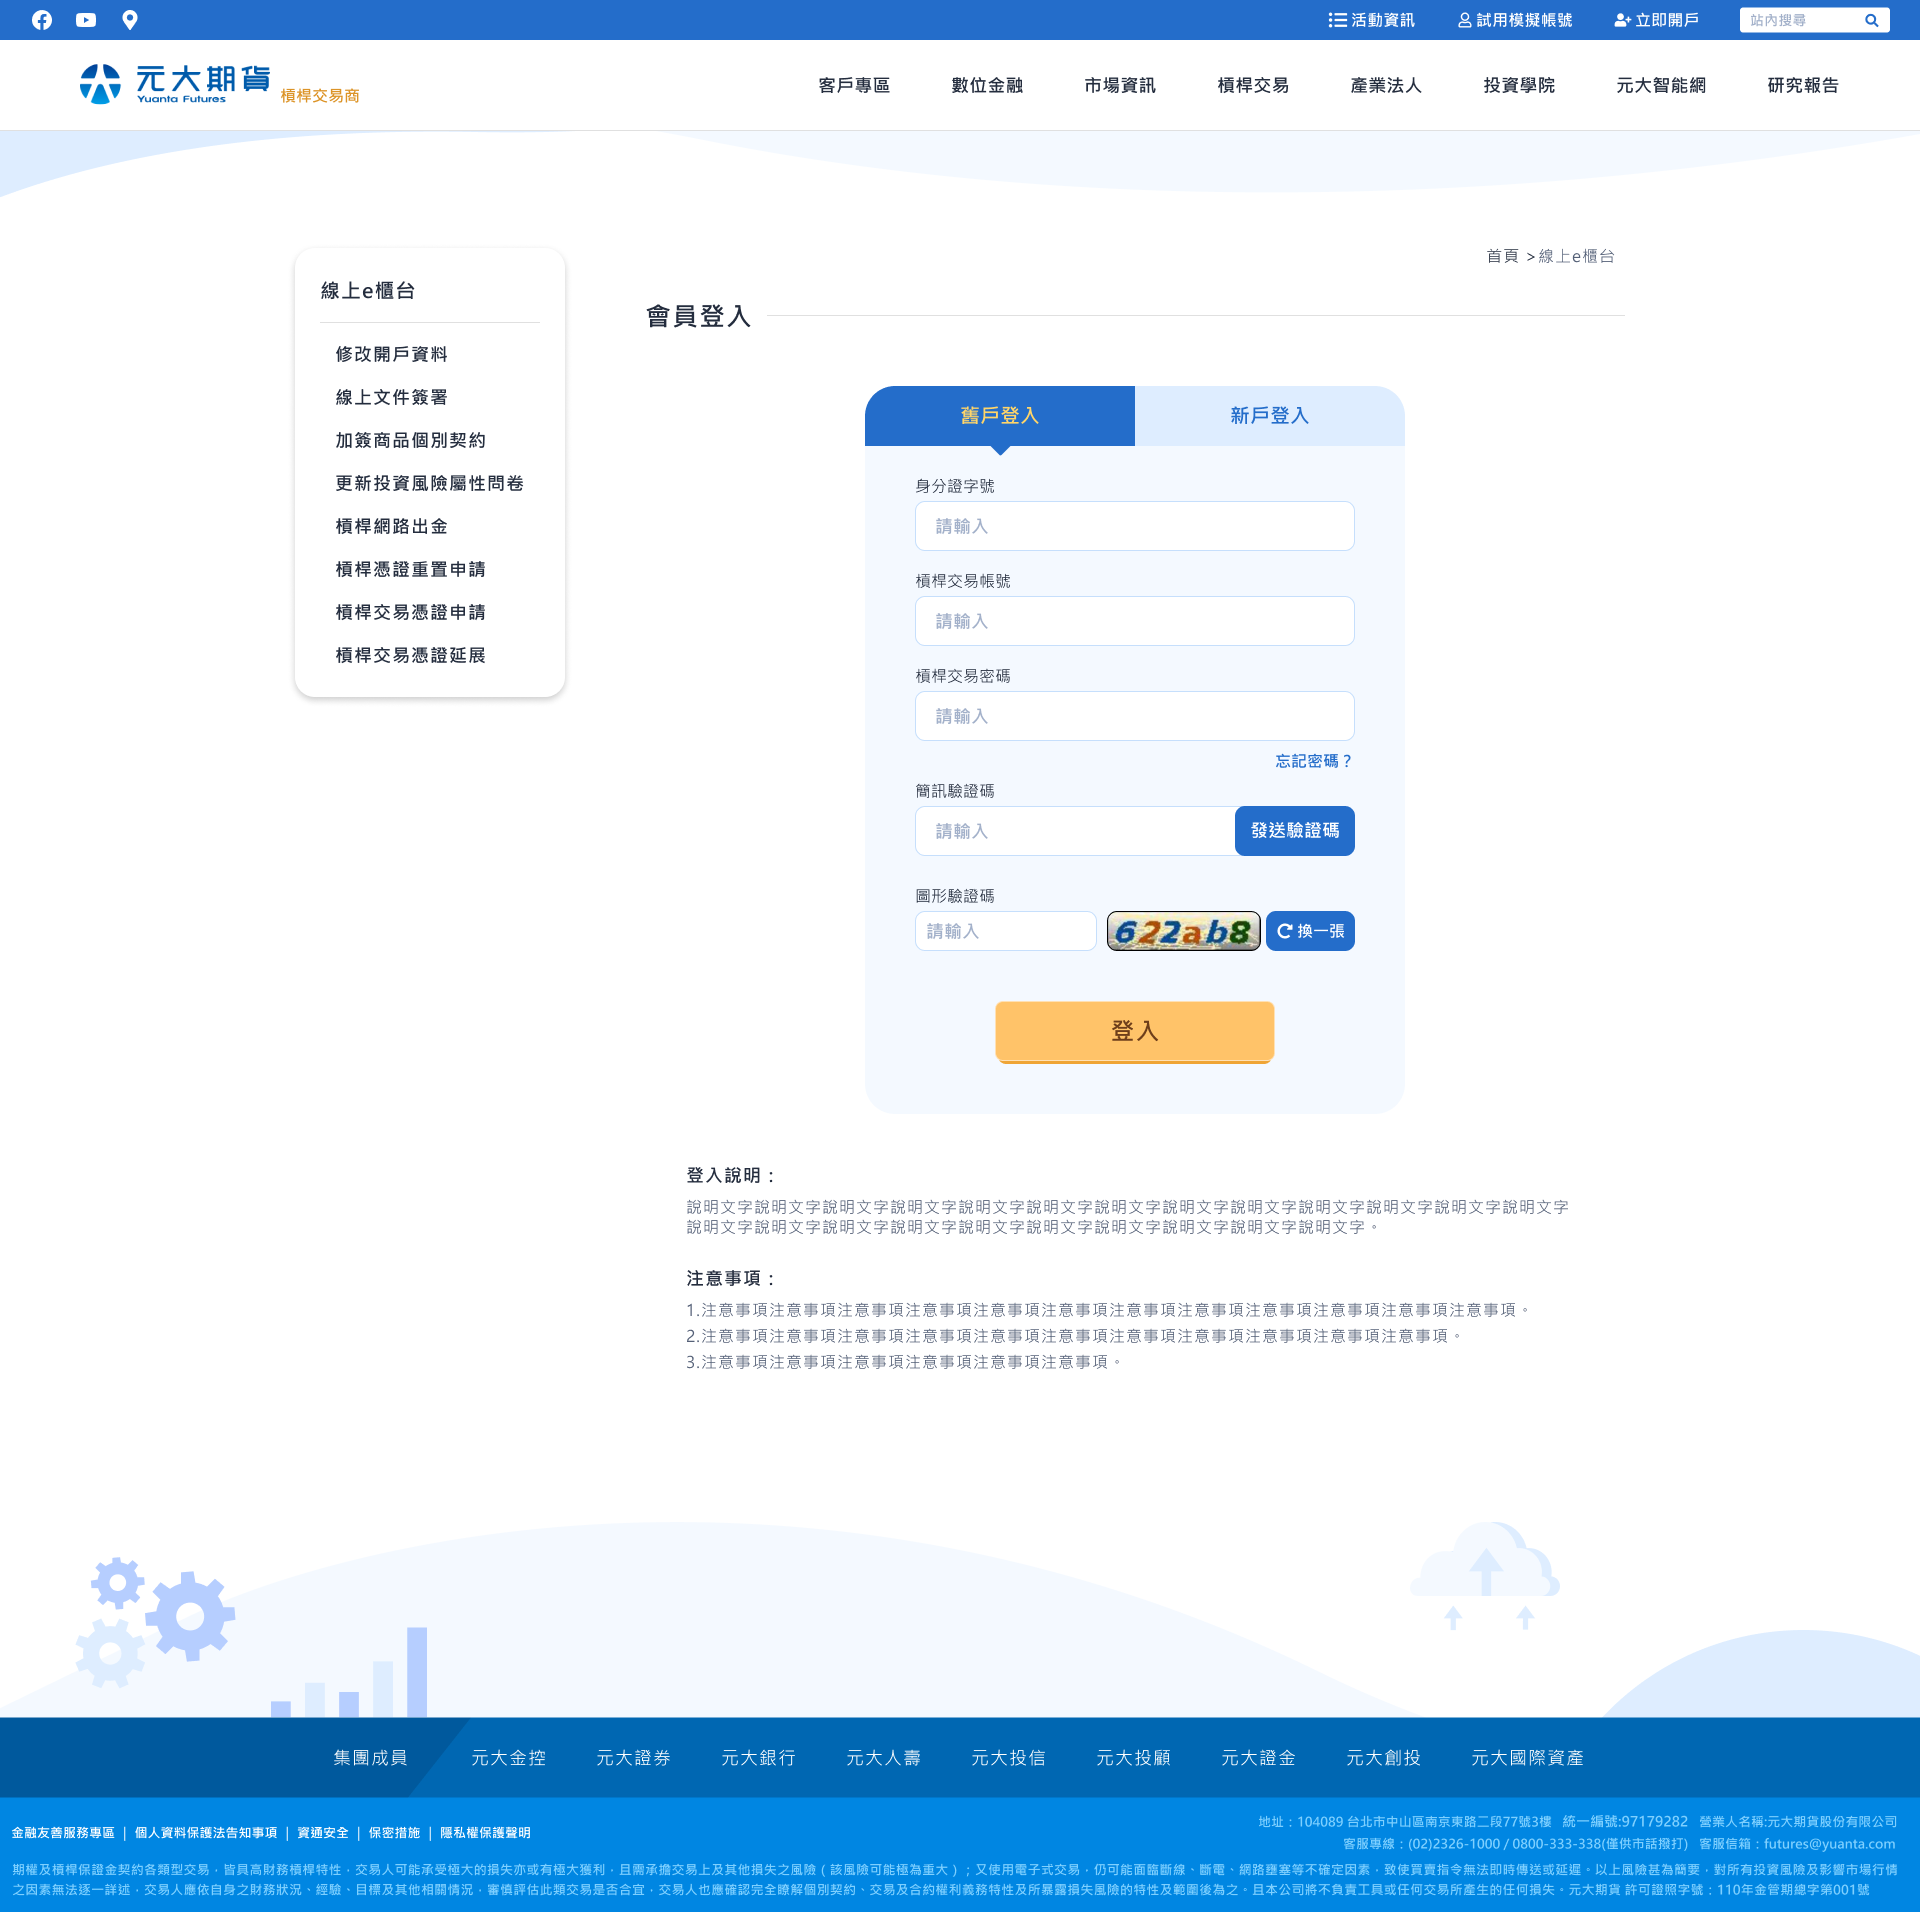 活動資訊
試用模擬帳號
立即開戶
站內搜尋
元大期貨
Yuanta Futures
槓桿交易商
客戶專區
數位金融
市場資訊
槓桿交易
產業法人
投資學院
元大智能網
研究報告
首頁 >線上e櫃台
線上e櫃台
修改開戶資料
線上文件簽署
加簽商品個別契約
更新投資風險屬性問卷
槓桿網路出金
槓桿憑證重置申請
槓桿交易憑證申請
槓桿交易憑證延展
會員登入
舊戶登入
新戶登入
身分證字號
請輸入
槓桿交易帳號
請輸入
槓桿交易密碼
請輸入
忘記密碼？
簡訊驗證碼
請輸入
發送驗證碼
圖形驗證碼
請輸入
622ab8
換一張
登入
登入說明：
說明文字說明文字說明文字說明文字說明文字說明文字說明文字說明文字說明文字說明文字說明文字說明文字說明文字
說明文字說明文字說明文字說明文字說明文字說明文字說明文字說明文字說明文字說明文字。
注意事項：
1.注意事項注意事項注意事項注意事項注意事項注意事項注意事項注意事項注意事項注意事項注意事項注意事項。
2.注意事項注意事項注意事項注意事項注意事項注意事項注意事項注意事項注意事項注意事項注意事項。
3.注意事項注意事項注意事項注意事項注意事項注意事項。
集團成員
元大金控
元大證券
元大銀行
元大人壽
元大投信
元大投顧
元大證金
元大創投
元大國際資產
金融友善服務專區 | 個人資料保護法告知事項 | 資通安全 | 保密措施 | 隱私權保護聲明
地址：104089 台北市中山區南京東路二段77號3樓 統一編號:97179282 營業人名稱:元大期貨股份有限公司
客服專線：(02)2326-1000 / 0800-333-338(僅供市話撥打) 客服信箱：futures@yuanta.com
期權及槓桿保證金契約各類型交易，皆具高財務槓桿特性，交易人可能承受極大的損失亦或有極大獲利，且需承擔交易上及其他損失之風險（該風險可能極為重大）；又使用電子式交易，仍可能面臨斷線、斷電、網路壅塞等不確定因素，致使買賣指令無法即時傳送或延遲。以上風險甚為簡要，對所有投資風險及影響市場行情
之因素無法逐一詳述，交易人應依自身之財務狀況、經驗、目標及其他相關情況，審慎評估此類交易是否合宜，交易人也應確認完全瞭解個別契約、交易及合約權利義務特性及所暴露損失風險的特性及範圍後為之。且本公司將不負責工具或任何交易所產生的任何損失。元大期貨 許可證照字號：110年金管期總字第001號